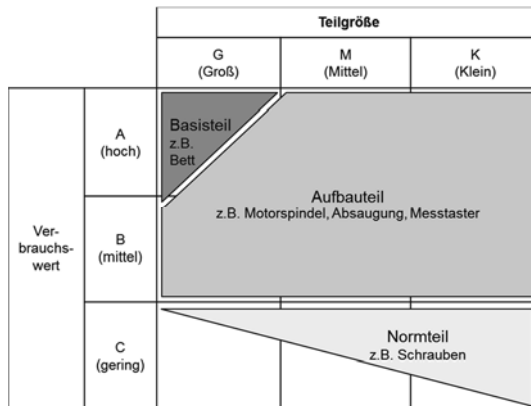 Teilgröße
G
(Groß)
M
(Mittel)
K
(Klein)
Ver-
brauchs-
wert
A
(hoch)
B
(mittel)
C
(gering)
Basisteil
z.B.
Bett
Aufbauteil
z.B. Motorspindel, Absaugung, Messtaster
Normteil
z.B. Schrauben